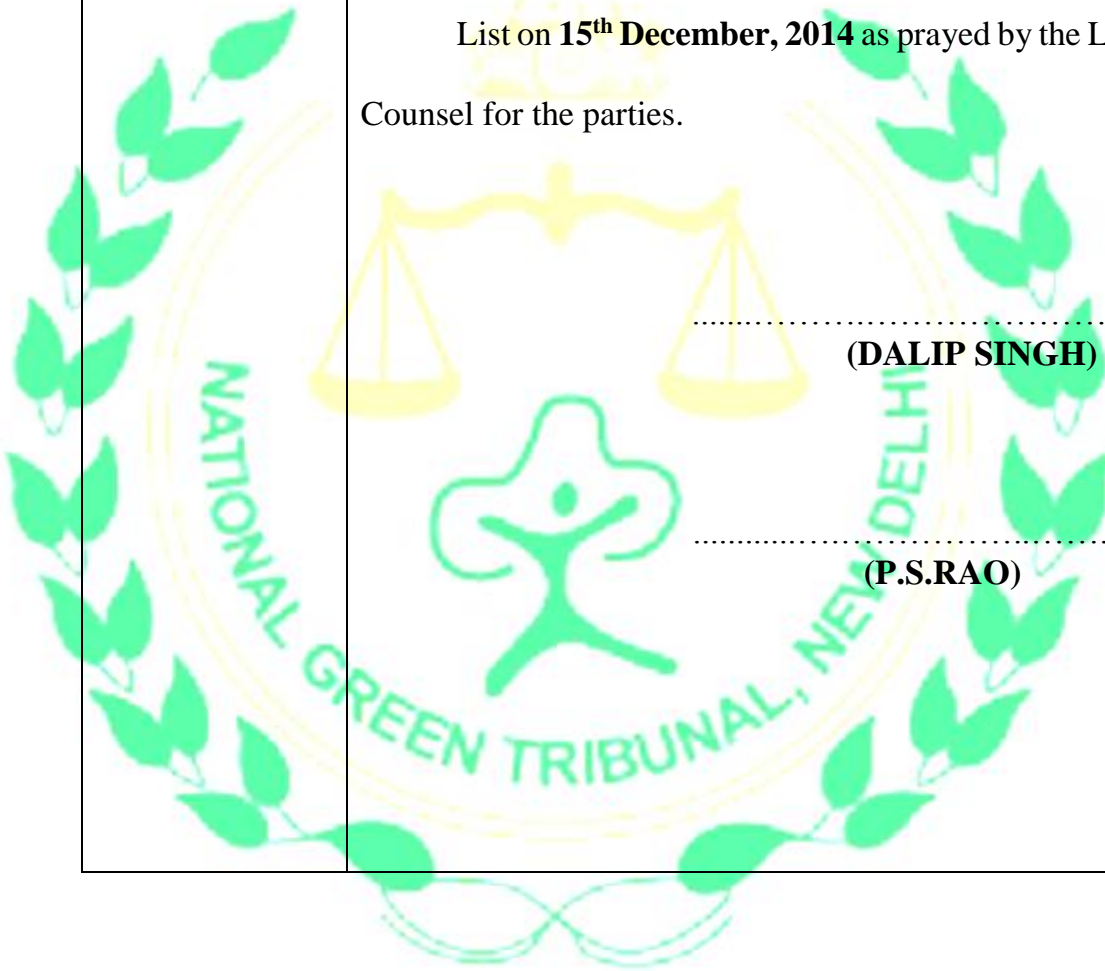 List on 15th December, 2014 as prayed by the L
Counsel for the parties.
..........................................
(DALIP SINGH)
..........................................
(P.S.RAO)
NATIONAL GREEN TRIBUNAL, NEW DELHI